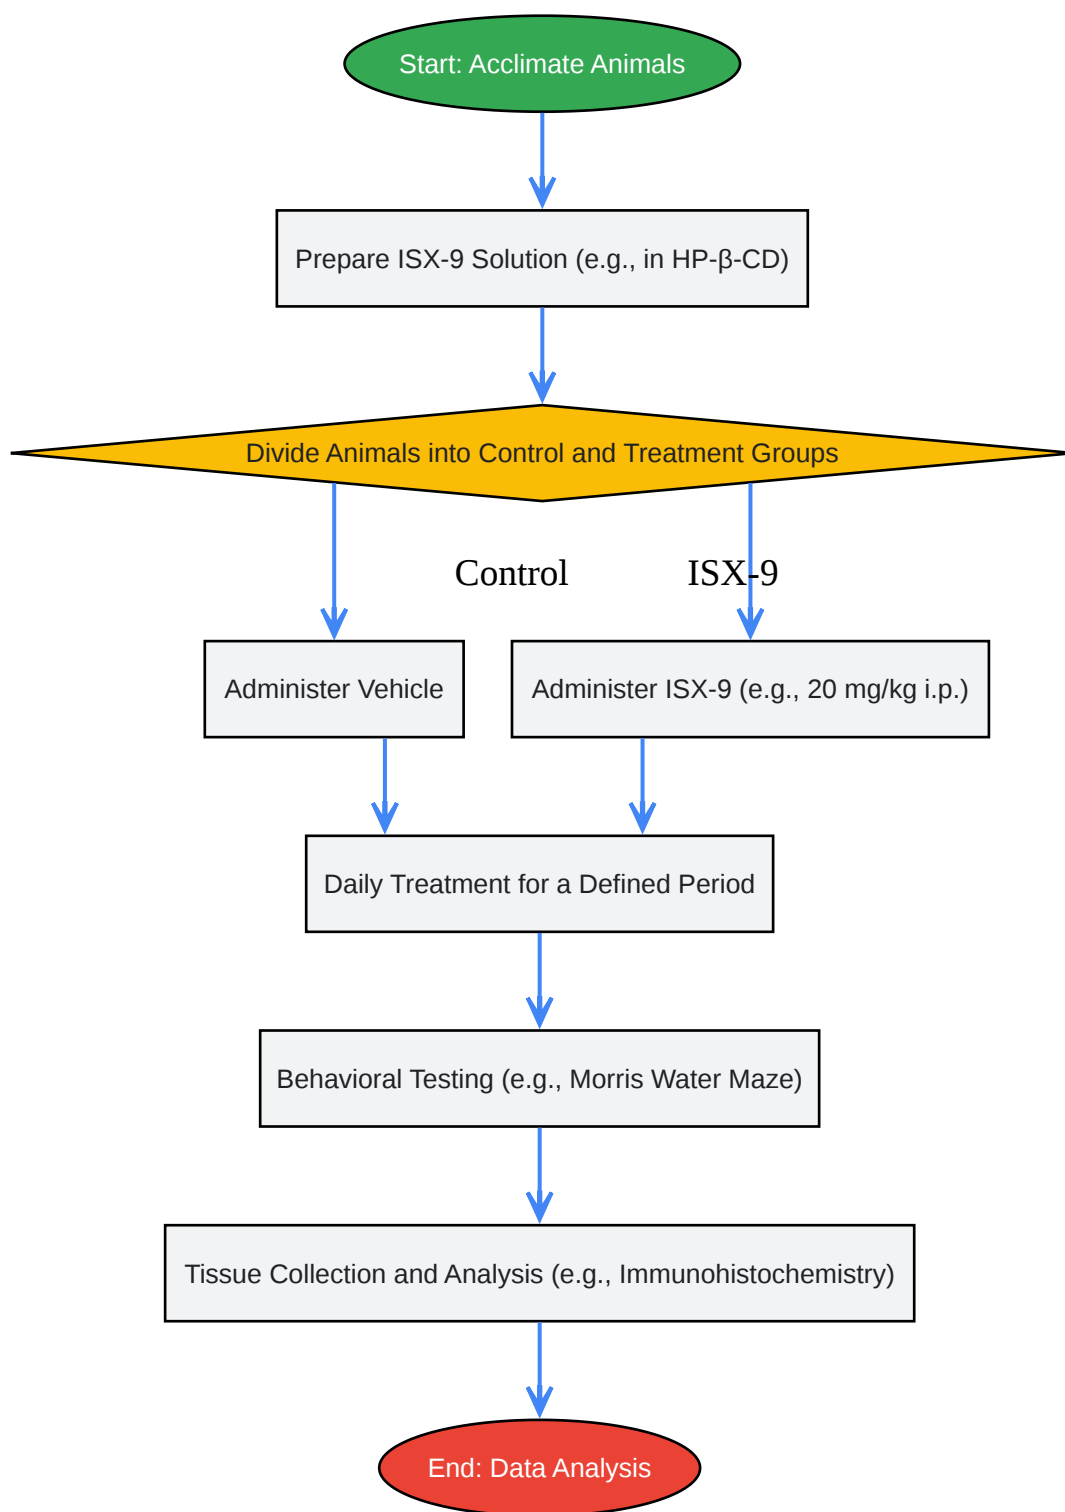 Start: Acclimate Animals
Prepare ISX-9 Solution (e.g., in HP-β-CD)
Divide Animals into Control and Treatment Groups
Control
ISX-9
Administer Vehicle
Administer ISX-9 (e.g., 20 mg/kg i.p.)
Daily Treatment for a Defined Period
Behavioral Testing (e.g., Morris Water Maze)
Tissue Collection and Analysis (e.g., Immunohistochemistry)
End: Data Analysis